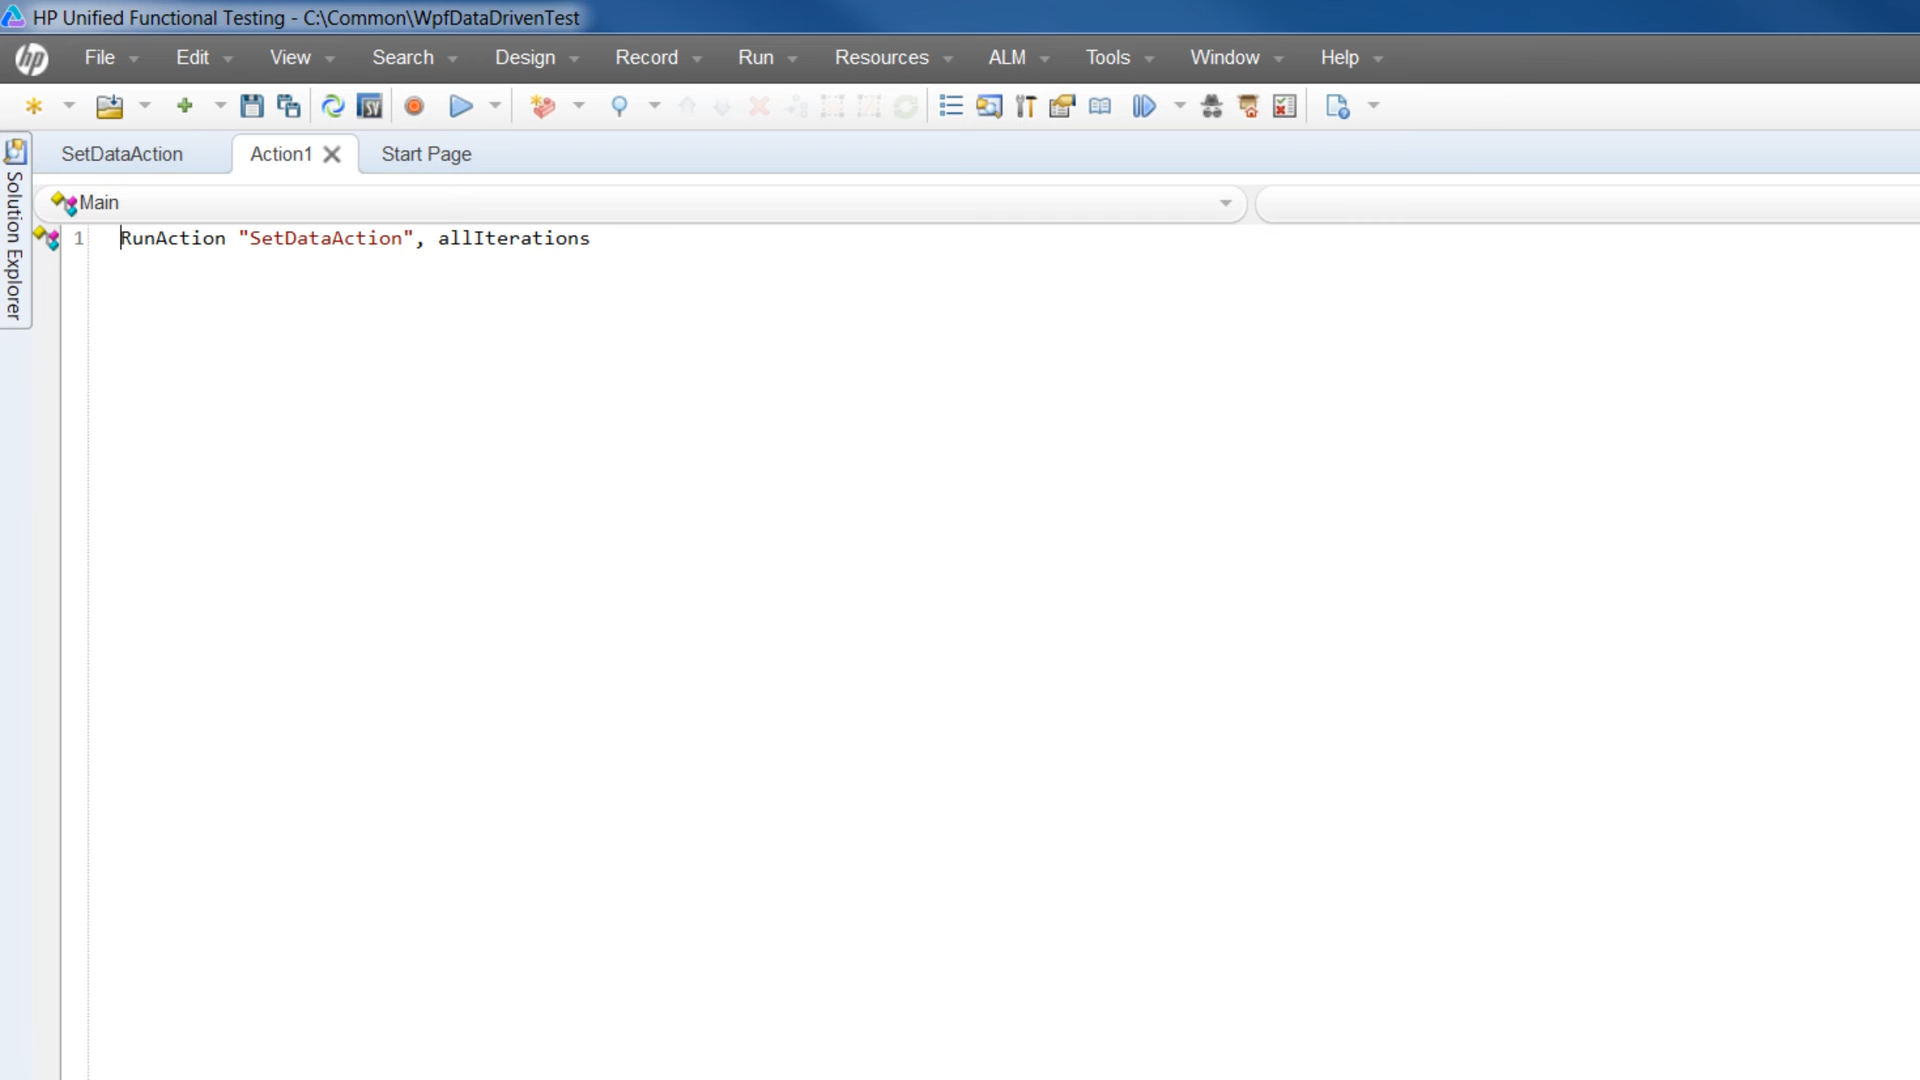 HP Unified Functional Testing - C:\Common\WpfDataDrivenTest
hp File Edit View Search Design Record Run Resources ALM Tools Window Help
SetDataAction Action1 Start Page
Solution Explorer
Main
1 RunAction "SetDataAction", allIterations